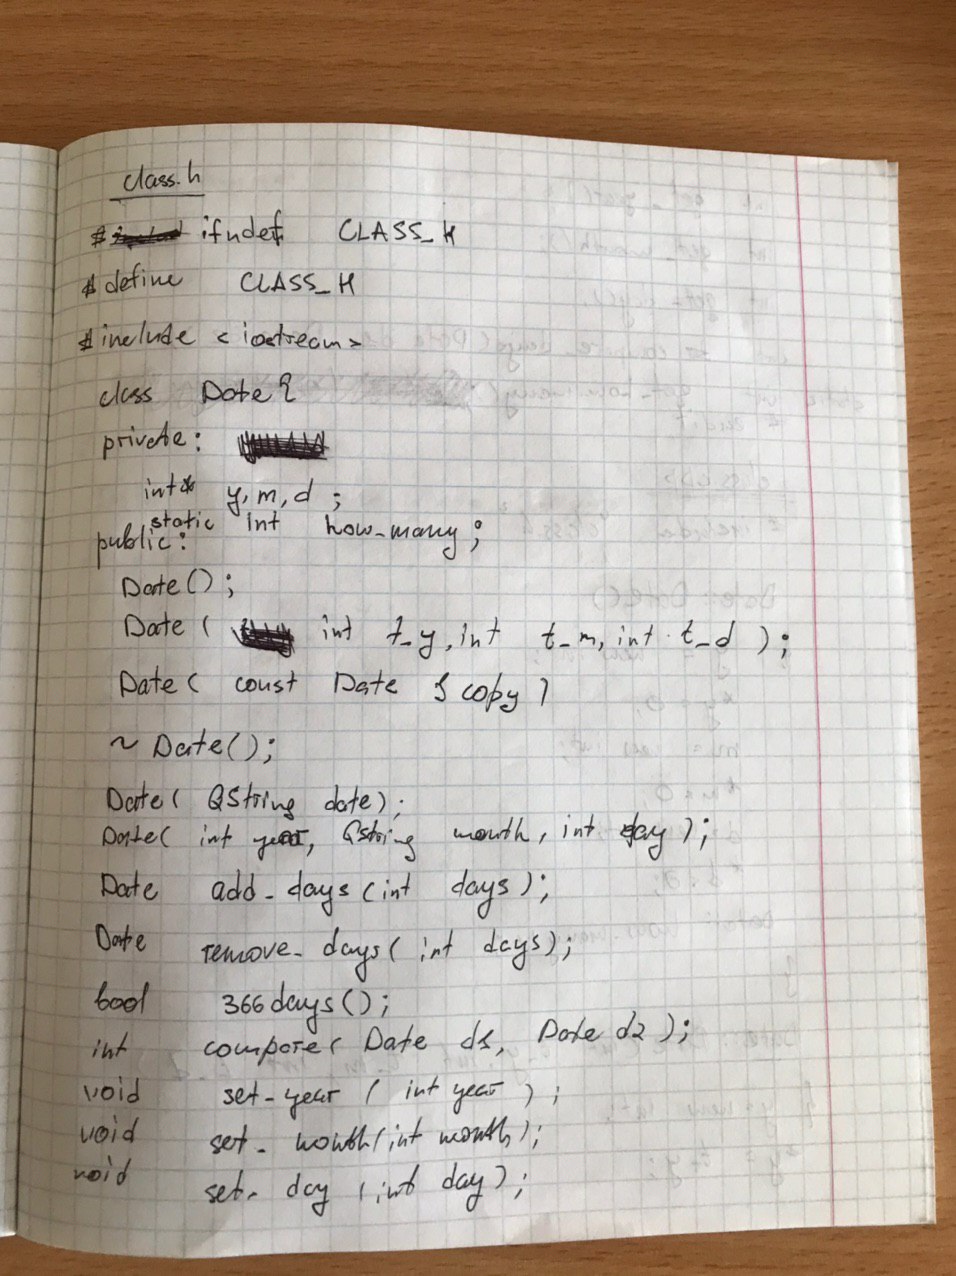 class.h
# ifndef CLASS_H
# define CLASS_H
# include <iostream>
class Date {
private:
int* y, m, d ;
static int how_many;
public:
Date();
Date ( int t_y, int t_m, int t_d );
Date ( const Date & copy )
~ Date();
Date( QString date);
Date( int year, Qstring month, int day );
Date add_days (int days );
Date remove_days( int days);
bool 366days();
int compare( Date d1, Date d2 );
void set_year ( int year ) ;
void set_month(int month);
void set_day (int day );